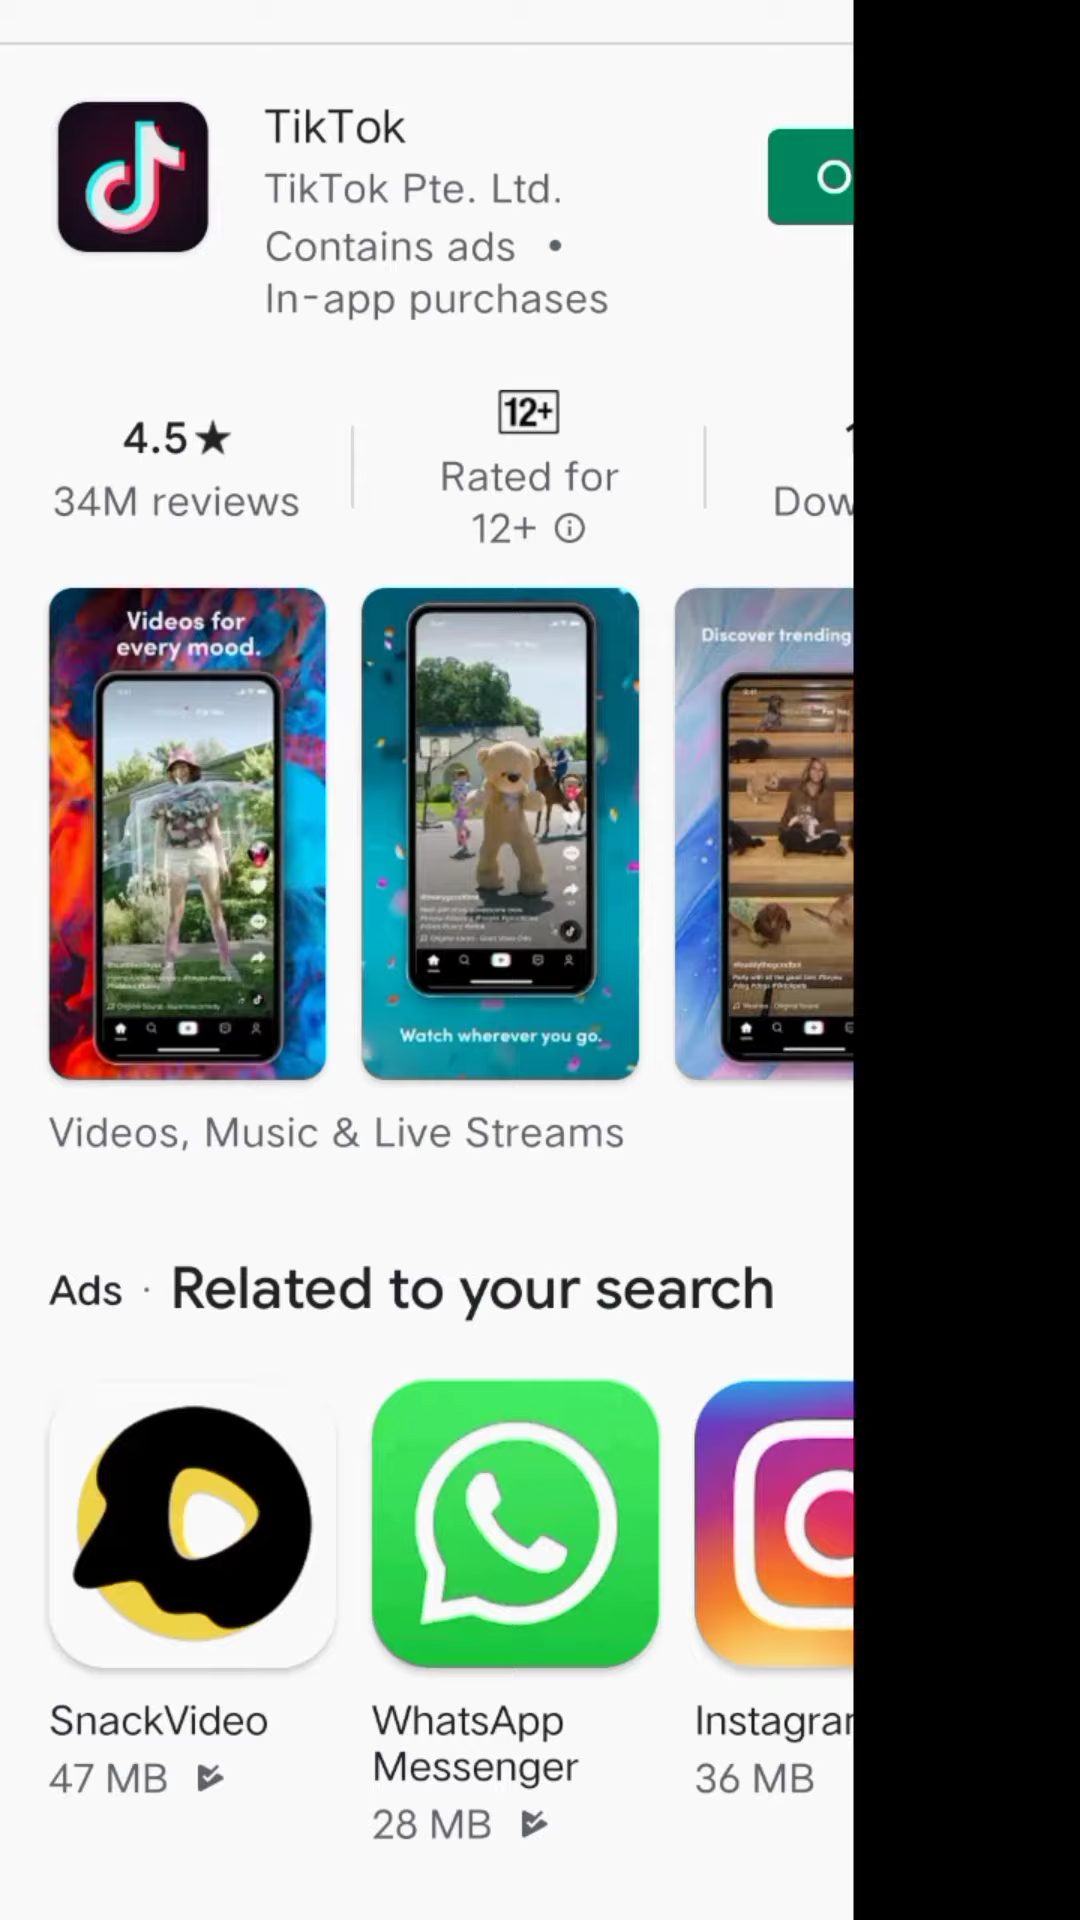 TikTok
TikTok Pte. Ltd.
Contains ads •
In-app purchases
O
4.5★
34M reviews
12+
Rated for
12+
Dow
Videos for
every mood.
Watch wherever you go.
Discover trending
Videos, Music & Live Streams
Ads · Related to your search
SnackVideo
47 MB
WhatsApp
Messenger
28 MB
Instagra
36 MB